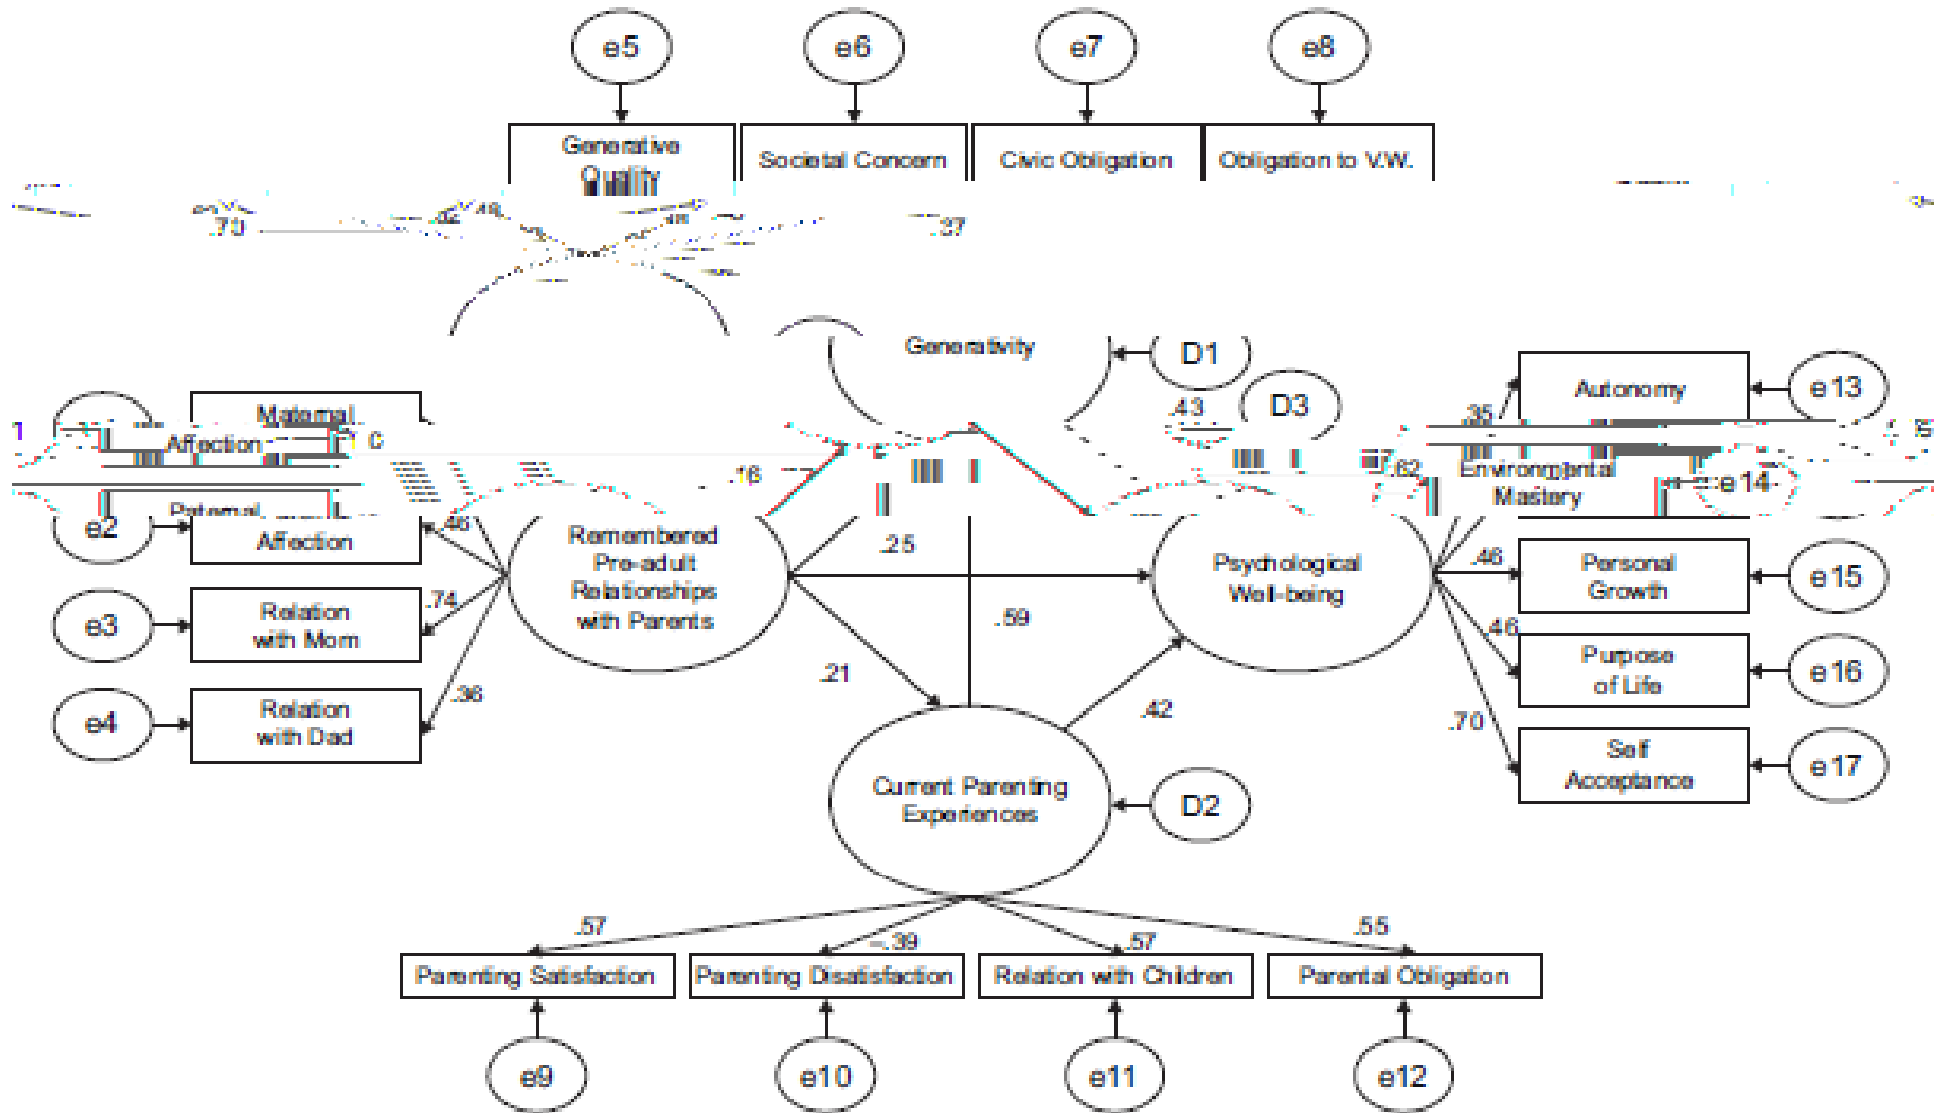 e5
e6
e7
e8
Generative
Quality
Societal Concern
Civic Obligation
Obligation to V.W.
.70
.37
Generativity
D1
D3
.43
Autonomy
e13
.35
Maternal
Affection
.16
.62
Environmental
Mastery
e14
Paternal
Affection
e2
.46
Remembered
Pre-adult
Relationships
with Parents
.25
Psychological
Well-being
.46
Personal
Growth
e15
e3
Relation
with Mom
.74
.59
.21
.46
Purpose
of Life
e16
e4
Relation
with Dad
.36
.42
.70
Self
Acceptance
e17
Current Parenting
Experiences
D2
.57
-.39
.57
.55
Parenting Satisfaction
Parenting Disatisfaction
Relation with Children
Parental Obligation
e9
e10
e11
e12